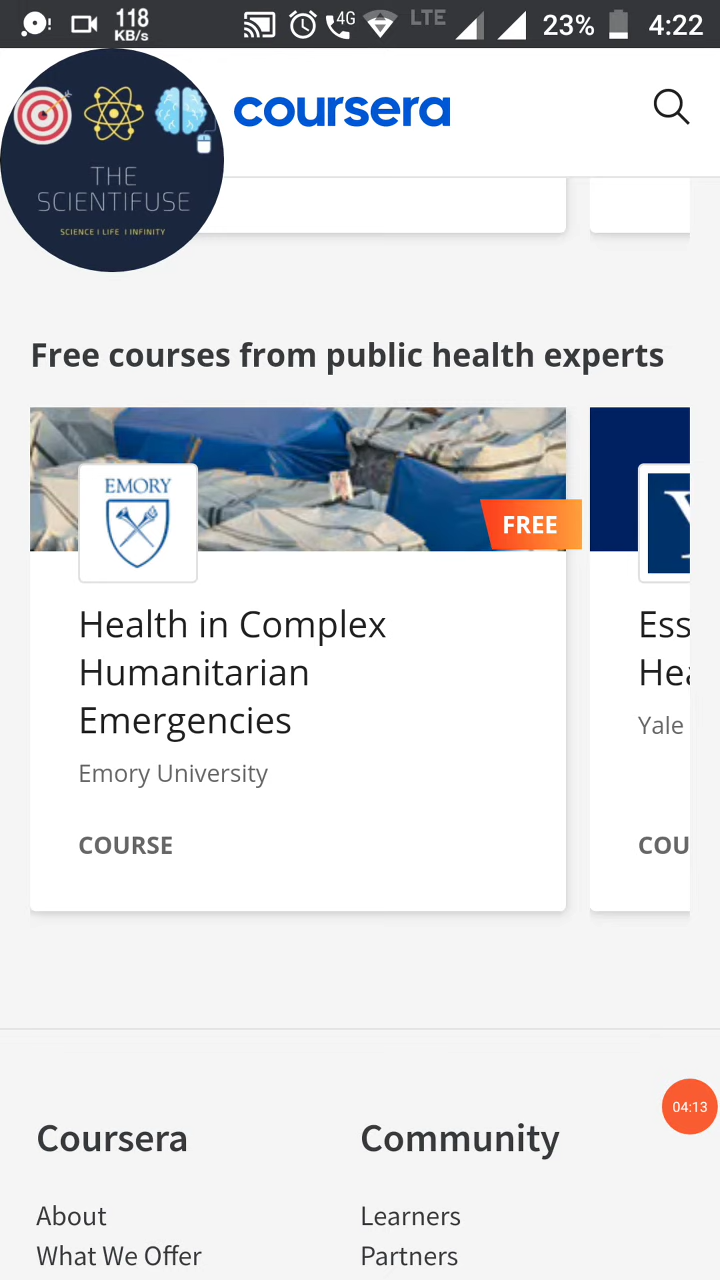 118
KB/s
4G
LTE
23%
4:22
THE
SCIENTIFUSE
SCIENCE I LIFE I INFINITY
coursera
Free courses from public health experts
EMORY
FREE
Health in Complex
Humanitarian
Emergencies
Emory University
COURSE
Y
Ess
Hea
Yale
COU
04:13
Coursera
Community
About
Learners
What We Offer
Partners